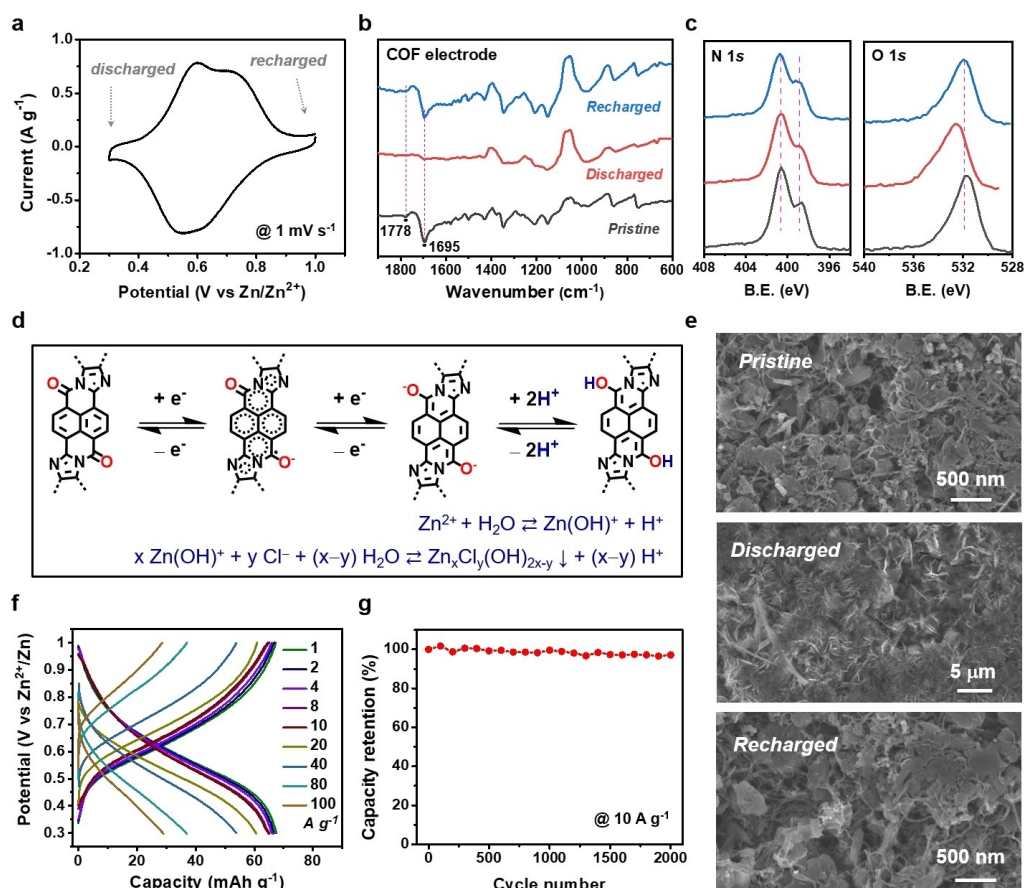 a
1.0
0.5
0.0
-0.5
-1.0
Current (A g⁻¹)
discharged
recharged
@ 1 mV s⁻¹
0.2 0.4 0.6 0.8 1.0
Potential (V vs Zn/Zn²⁺)
b
COF electrode
Recharged
Discharged
Pristine
1778
1695
1800 1600 1400 1200 1000 800 600
Wavenumber (cm⁻¹)
c
N 1s
408 404 400 396
B.E. (eV)
O 1s
540 536 532 528
B.E. (eV)
d
O
N
N
N
N
O
+ e⁻
– e⁻
O
N
N
N
N
O⁻
+ e⁻
– e⁻
⁻O
N
N
N
N
O⁻
+ 2H⁺
– 2H⁺
HO
N
N
N
N
OH
Zn²⁺ + H₂O ⇄ Zn(OH)⁺ + H⁺
x Zn(OH)⁺ + y Cl⁻ + (x–y) H₂O ⇄ ZnₓClᵧ(OH)₂ₓ₋ᵧ ↓ + (x–y) H⁺
e
Pristine
500 nm
Discharged
5 μm
Recharged
500 nm
f
1
0.9
0.8
0.7
0.6
0.5
0.4
0.3
Potential (V vs Zn²⁺/Zn)
1
2
4
8
10
20
40
80
100
A g⁻¹
0 20 40 60 80
Capacity (mAh g⁻¹)
g
100
80
60
40
20
0
Capacity retention (%)
@ 10 A g⁻¹
0 500 1000 1500 2000
Cycle number